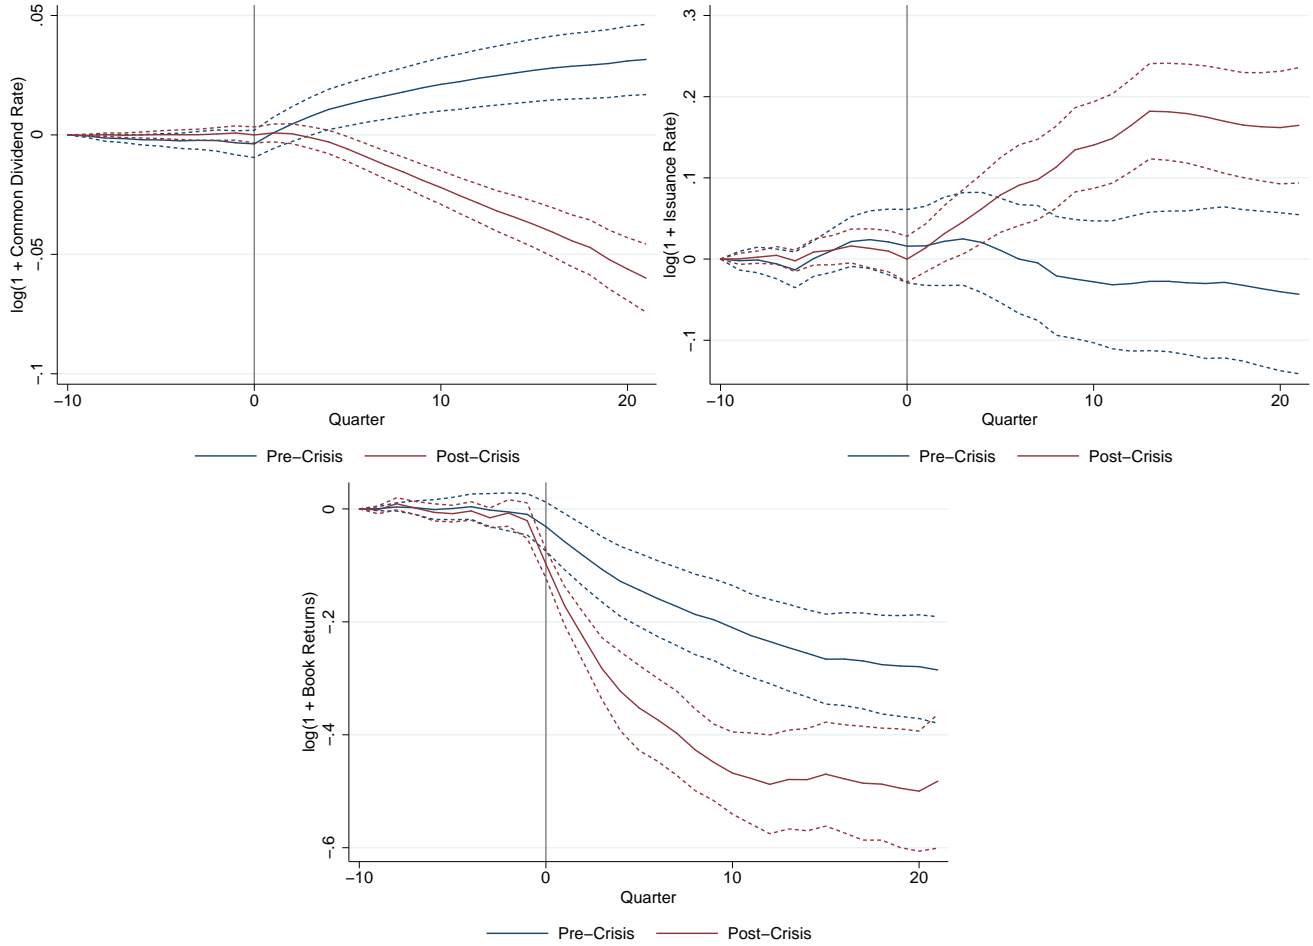 log(1 + Common Dividend Rate)
.05
0
−.05
−.1
−10
0
10
20
Quarter
Pre−Crisis
Post−Crisis
log(1 + Issuance Rate)
.3
.2
.1
0
−.1
−10
0
10
20
Quarter
Pre−Crisis
Post−Crisis
log(1 + Book Returns)
0
−.2
−.4
−.6
−10
0
10
20
Quarter
Pre−Crisis
Post−Crisis